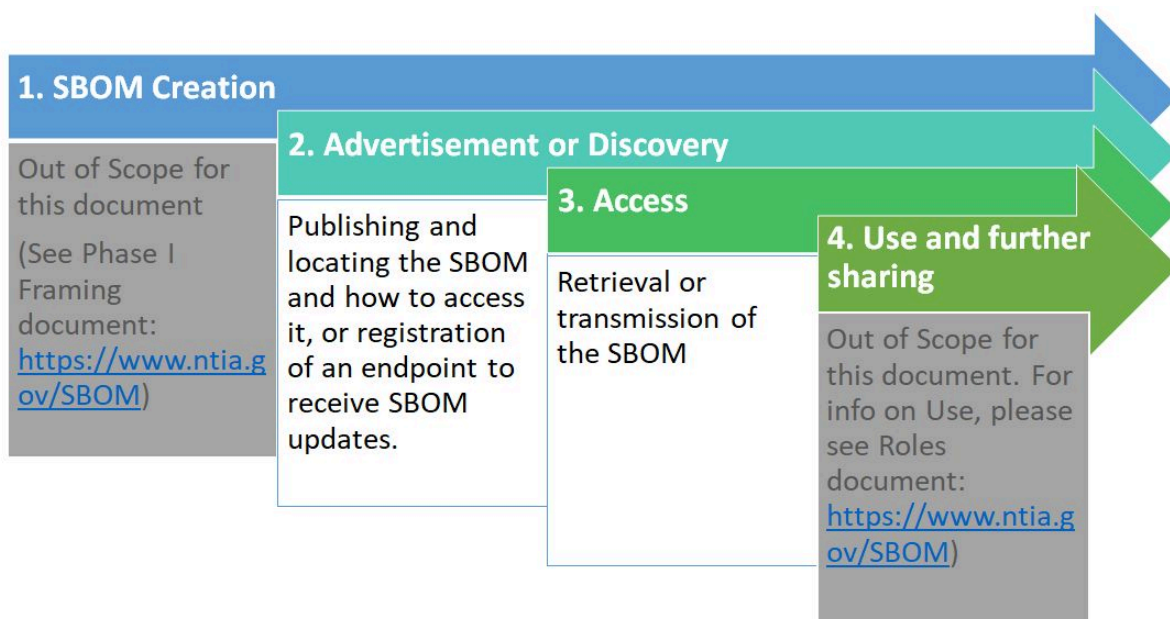 1. SBOM Creation
Out of Scope for
this document
(See Phase I
Framing
document:
https://www.ntia.g
ov/SBOM)
2. Advertisement or Discovery
Publishing and
locating the SBOM
and how to access
it, or registration
of an endpoint to
receive SBOM
updates.
3. Access
Retrieval or
transmission of
the SBOM
4. Use and further
sharing
Out of Scope for
this document. For
info on Use, please
see Roles
document:
https://www.ntia.g
ov/SBOM)